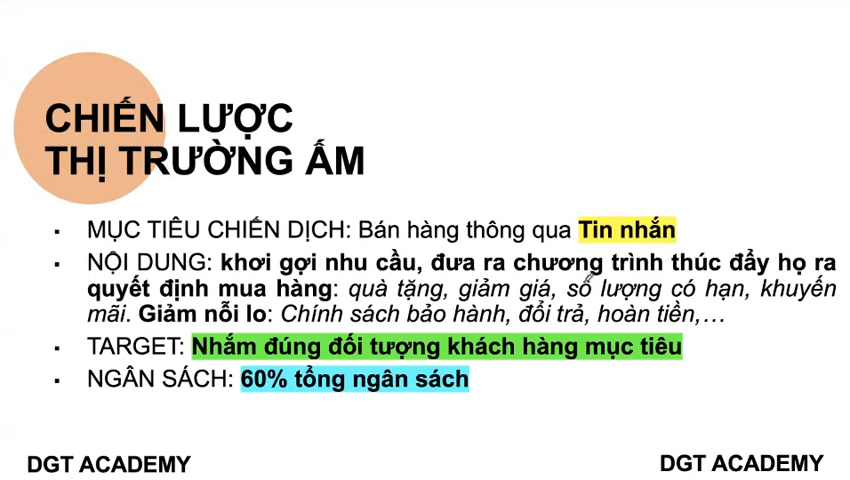 CHIẾN LƯỢC
THỊ TRƯỜNG ẤM
▪ MỤC TIÊU CHIẾN DỊCH: Bán hàng thông qua Tin nhắn
▪ NỘI DUNG: khơi gợi nhu cầu, đưa ra chương trình thúc đẩy họ ra
quyết định mua hàng: quà tặng, giảm giá, số lượng có hạn, khuyến
mãi. Giảm nỗi lo: Chính sách bảo hành, đổi trả, hoàn tiền,…
▪ TARGET: Nhắm đúng đối tượng khách hàng mục tiêu
▪ NGÂN SÁCH: 60% tổng ngân sách
DGT ACADEMY
DGT ACADEMY